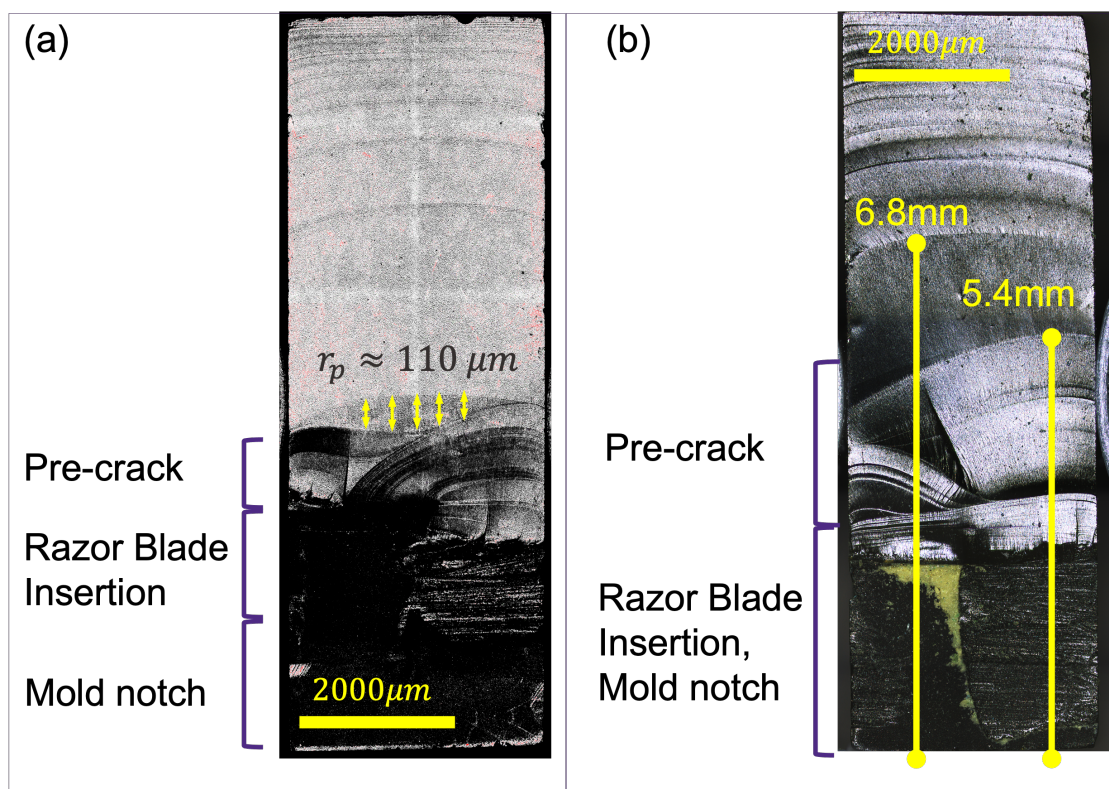 (a)
r_p ≈ 110 μm
Pre-crack
Razor Blade
Insertion
Mold notch
2000μm
(b)
2000μm
6.8mm
5.4mm
Pre-crack
Razor Blade
Insertion,
Mold notch